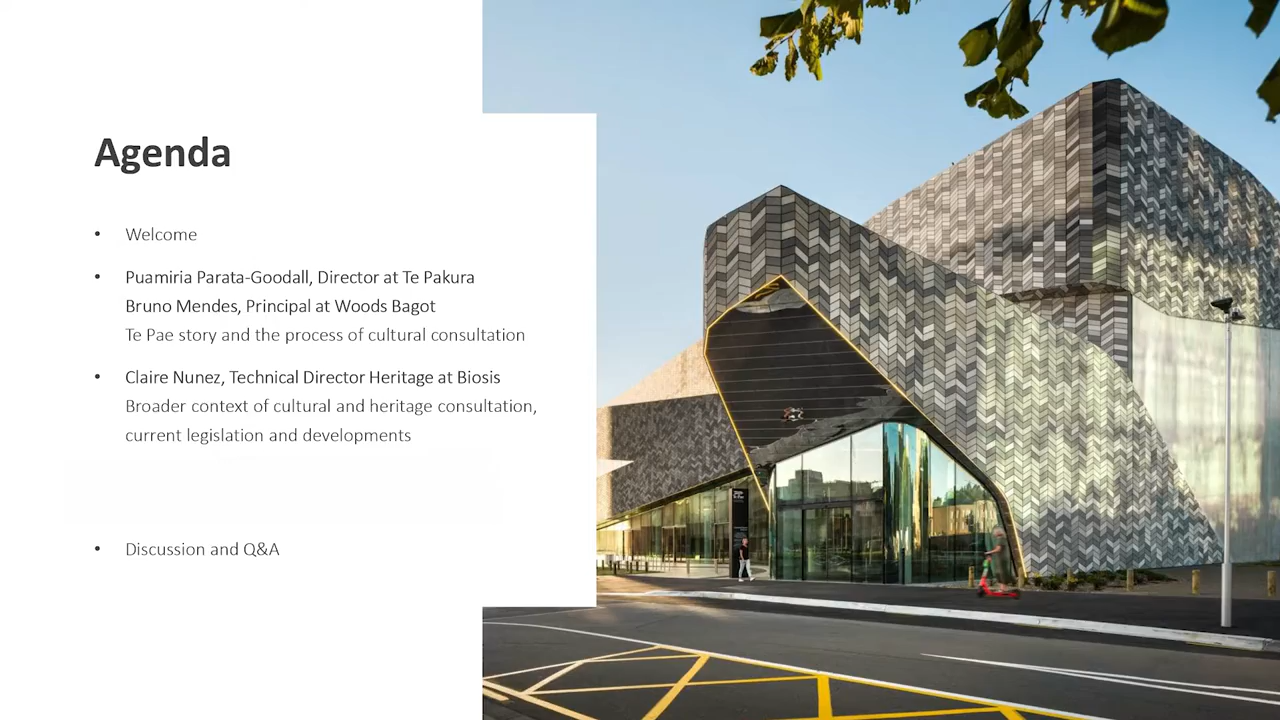 Agenda
• Welcome
• Puamiria Parata-Goodall, Director at Te Pakura
Bruno Mendes, Principal at Woods Bagot
Te Pae story and the process of cultural consultation
• Claire Nunez, Technical Director Heritage at Biosis
Broader context of cultural and heritage consultation,
current legislation and developments
• Discussion and Q&A